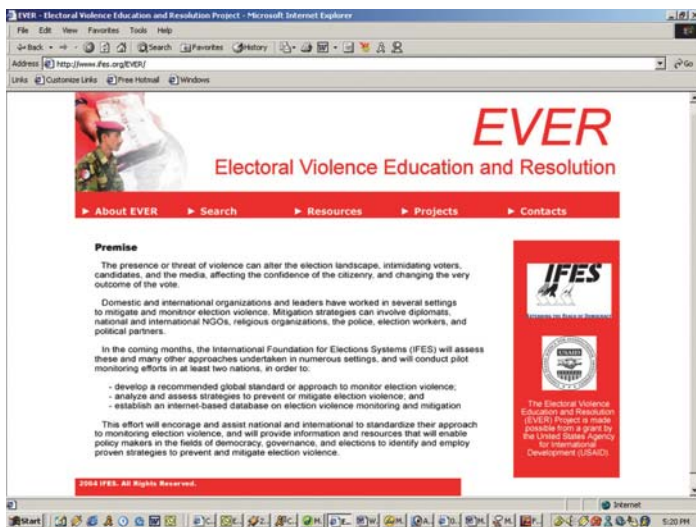 EVER - Electoral Violence Education and Resolution Project - Microsoft Internet Explorer
File Edit View Favorites Tools Help
Back Search Favorites History
Address http://www.ifes.org/EVER/ Go
Links Customize Links Free Hotmail Windows
EVER
Electoral Violence Education and Resolution
About EVER Search Resources Projects Contacts
Premise
The presence or threat of violence can alter the election landscape, intimidating voters,
candidates, and the media, affecting the confidence of the citizenry, and changing the very
outcome of the vote.
Domestic and international organizations and leaders have worked in several settings
to mitigate and monitnor election violence. Mitigation strategies can involve diplomats,
national and international NGOs, religious organizations, the police, election workers, and
political partners.
In the coming months, the International Foundation for Elections Systems (IFES) will assess
these and many other approaches undertaken in numerous settings, and will conduct pilot
monitoring efforts in at least two nations, in order to:
- develop a recommended global standard or approach to monitor election violence;
- analyze and assess strategies to prevent or mitigate election violence; and
- establish an internet-based database on election violence monitoring and mitigation
This effort will encorage and assist national and international to standardize their approach
to monitoring election violence, and will provide information and resources that will enable
policy makers in the fields of democracy, governance, and elections to identify and employ
proven strategies to prevent and mitigate election violence.
IFES
EXTENDING THE REACH OF DEMOCRACY
USAID
The Electoral Violence
Education and Resolution
(EVER) Project is made
possible from a grant by
the United States Agency
for International
Development (USAID).
2004 IFES. All Rights Reserved.
Internet
Start
5:20 PM